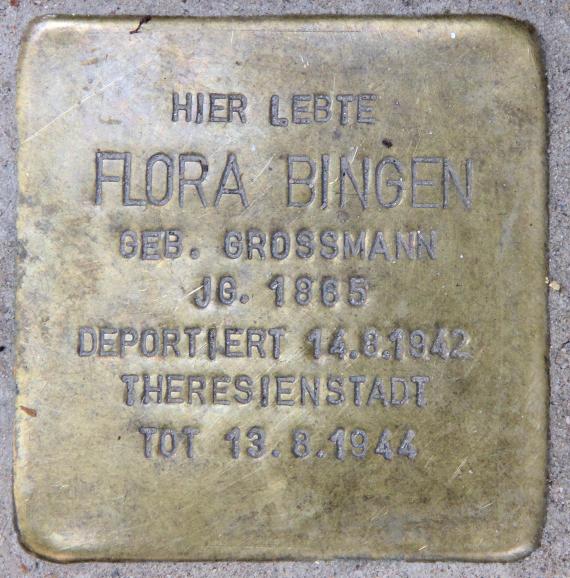 HIER LEBTE
FLORA BINGEN
GEB. GROSSMANN
JG. 1865
DEPORTIERT 14.8.1942
THERESIENSTADT
TOT 13.8.1944